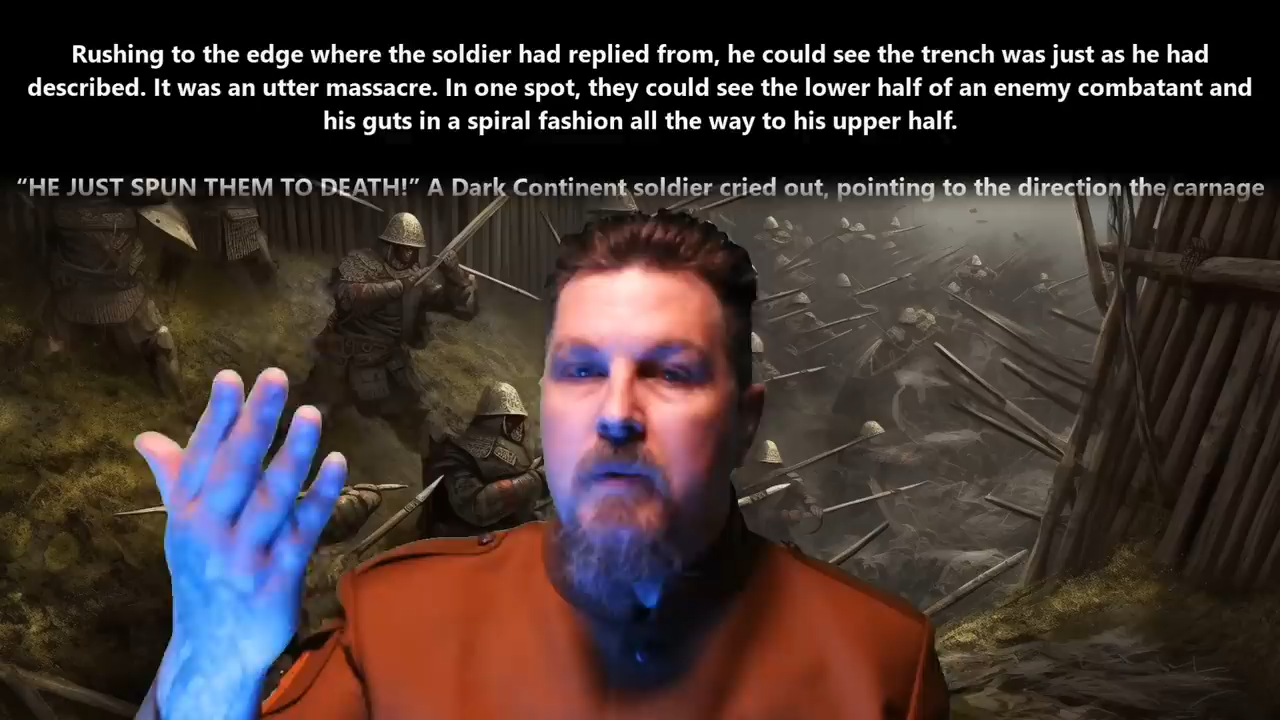 Rushing to the edge where the soldier had replied from, he could see the trench was just as he had
described. It was an utter massacre. In one spot, they could see the lower half of an enemy combatant and
his guts in a spiral fashion all the way to his upper half.
“HE JUST SPUN THEM TO DEATH!” A Dark Continent soldier cried out, pointing to the direction the carnage